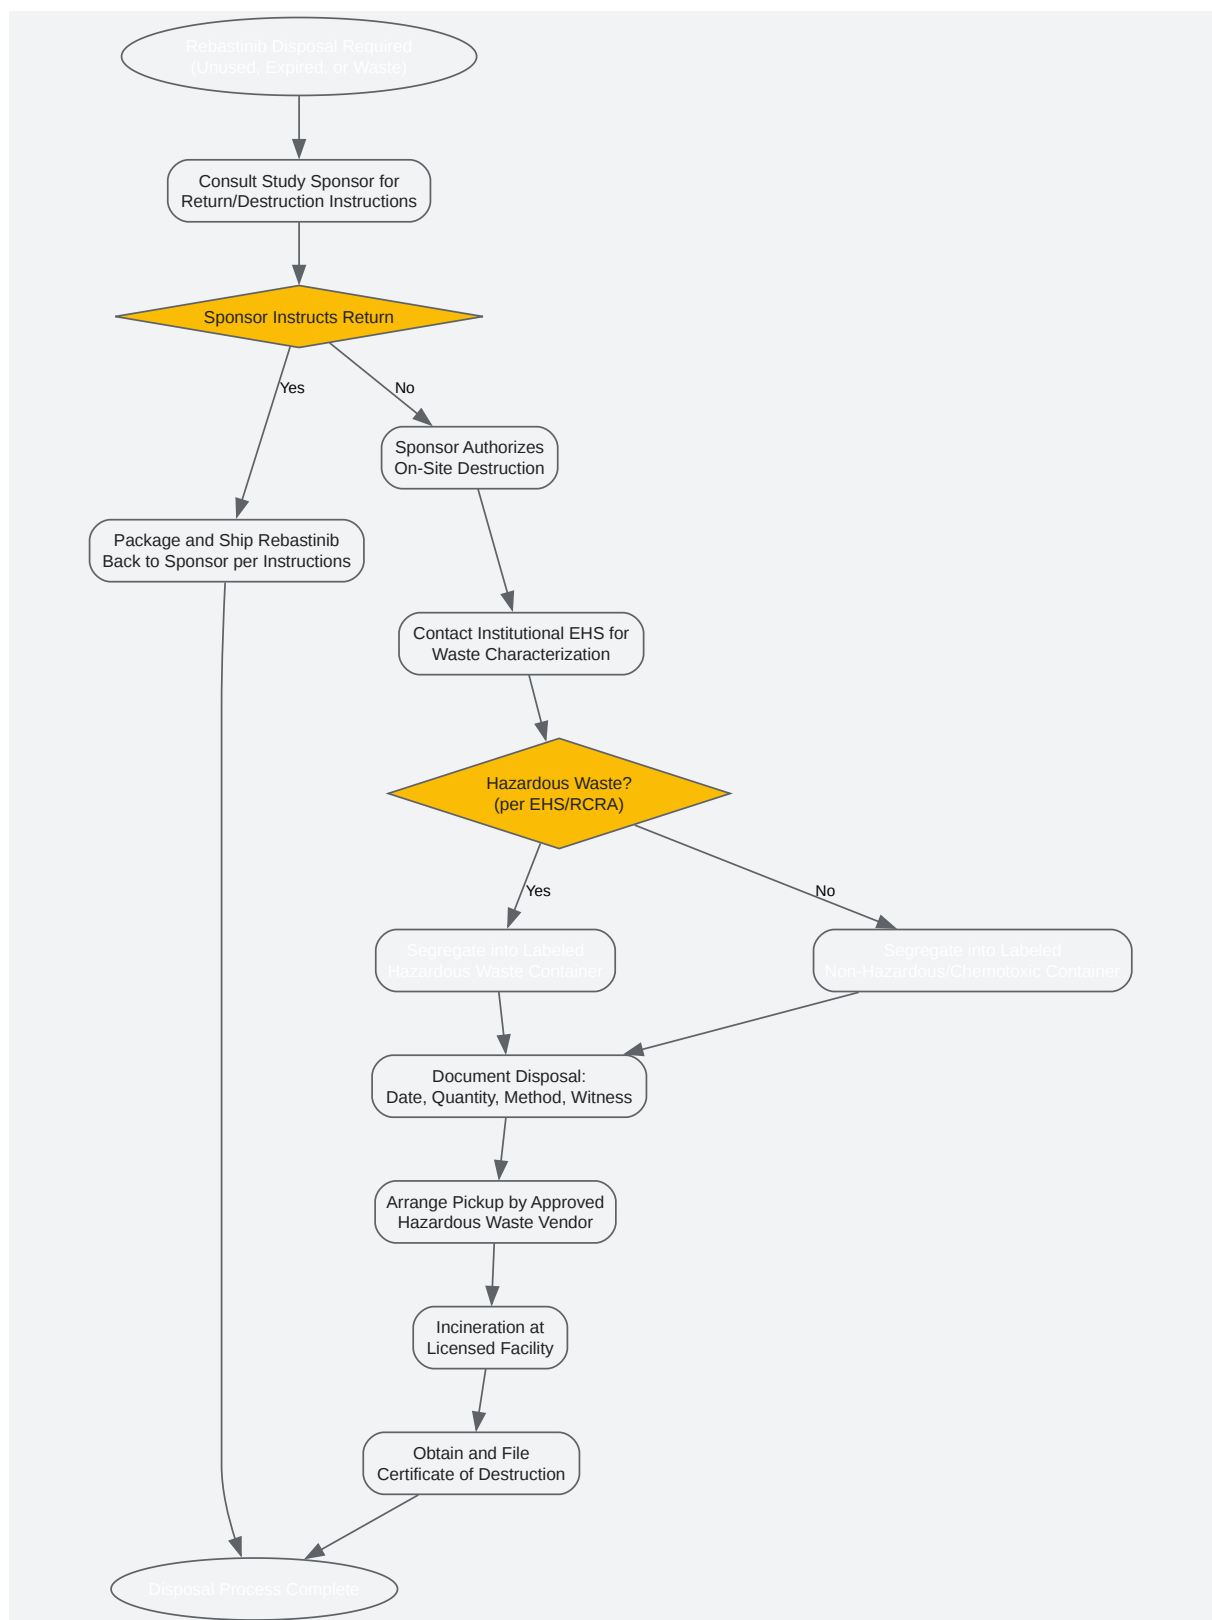 Rebastinib Disposal Required
(Unused, Expired, or Waste)
Consult Study Sponsor for
Return/Destruction Instructions
Sponsor Instructs Return
Yes
No
Sponsor Authorizes
On-Site Destruction
Package and Ship Rebastinib
Back to Sponsor per Instructions
Contact Institutional EHS for
Waste Characterization
Hazardous Waste?
(per EHS/RCRA)
Yes
No
Segregate into Labeled
Hazardous Waste Container
Segregate into Labeled
Non-Hazardous/Chemotoxic Container
Document Disposal:
Date, Quantity, Method, Witness
Arrange Pickup by Approved
Hazardous Waste Vendor
Incineration at
Licensed Facility
Obtain and File
Certificate of Destruction
Disposal Process Complete